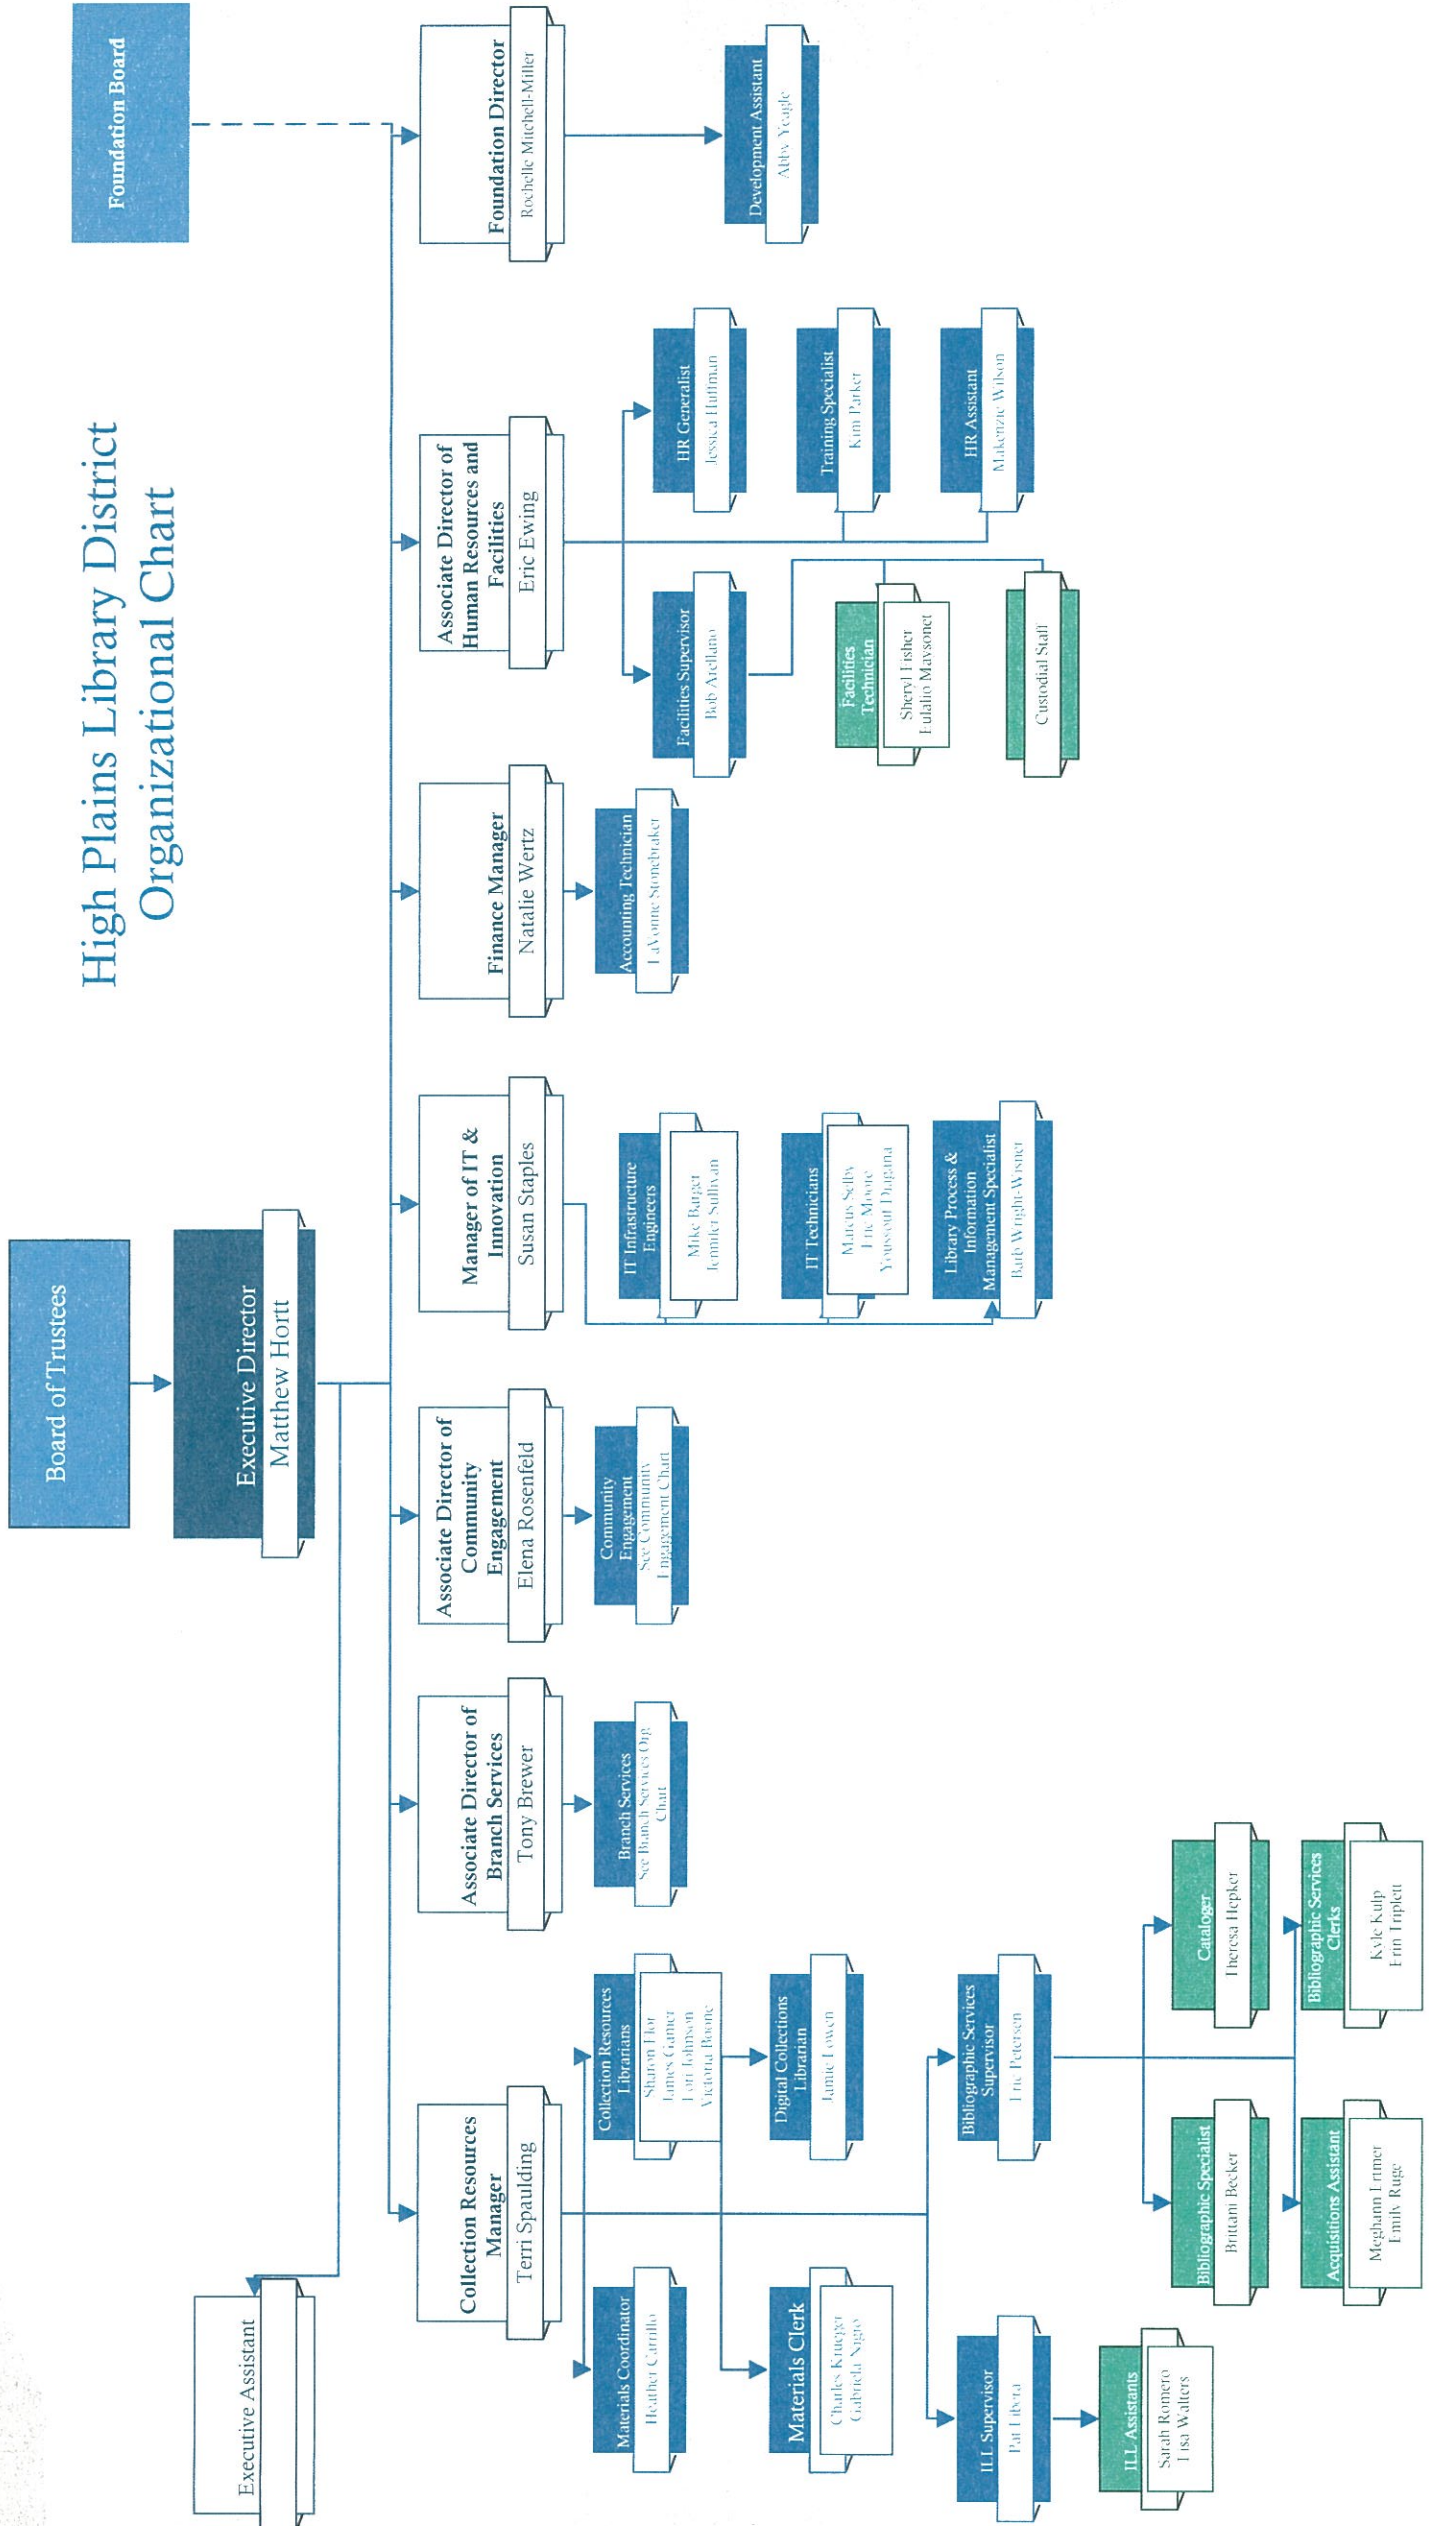 High Plains Library District
Organizational Chart
Board of Trustees
Foundation Board
Executive Director
Matthew Hortt
Executive Assistant
Collection Resources
Manager
Terri Spaulding
Associate Director of
Branch Services
Tony Brewer
Associate Director of
Community
Engagement
Elena Rosenfeld
Manager of IT &
Innovation
Susan Staples
Finance Manager
Natalie Wertz
Associate Director of
Human Resources and
Facilities
Eric Ewing
Foundation Director
Rochelle Mitchell-Miller
Materials Coordinator
Heather Carrillo
Collection Resources
Librarians
Sharon Flor
James Garner
Lori Johnson
Victoria Boone
Materials Clerk
Charles Krueger
Gabriela Nigro
Digital Collections
Librarian
Jamie Lowen
ILL Supervisor
Pat Libera
Bibliographic Services
Supervisor
Eric Petersen
ILL Assistants
Sarah Romero
Lisa Walters
Bibliographic Specialist
Brittani Becker
Cataloger
Theresa Hepker
Acquisitions Assistant
Meghann Ertmer
Emily Ruge
Bibliographic Services
Clerks
Kyle Kulp
Erin Triplett
Branch Services
See Branch Services Org
Chart
Community
Engagement
See Community
Engagement Chart
IT Infrastructure
Engineers
Mike Barger
Jennifer Sullivan
IT Technicians
Marcus Selby
Eric Moore
Youssouf Diagana
Library Process &
Information
Management Specialist
Barb Wright-Wisner
Accounting Technician
LaVonne Stonebraker
Facilities Supervisor
Bob Arellano
HR Generalist
Jessica Huffman
Facilities
Technician
Sheryl Fisher
Eulalio Maysonet
Training Specialist
Kim Parker
Custodial Staff
HR Assistant
Makenzie Wilson
Development Assistant
Abby Yeagle